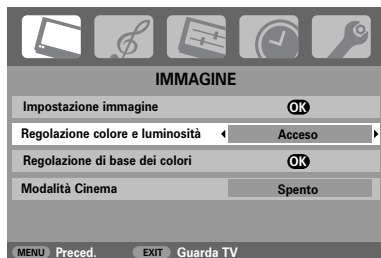 IMMAGINE
Impostazione immagine OK
Regolazione colore e luminosità Acceso
Regolazione di base dei colori OK
Modalità Cinema Spento
MENU Preced. EXIT Guarda TV